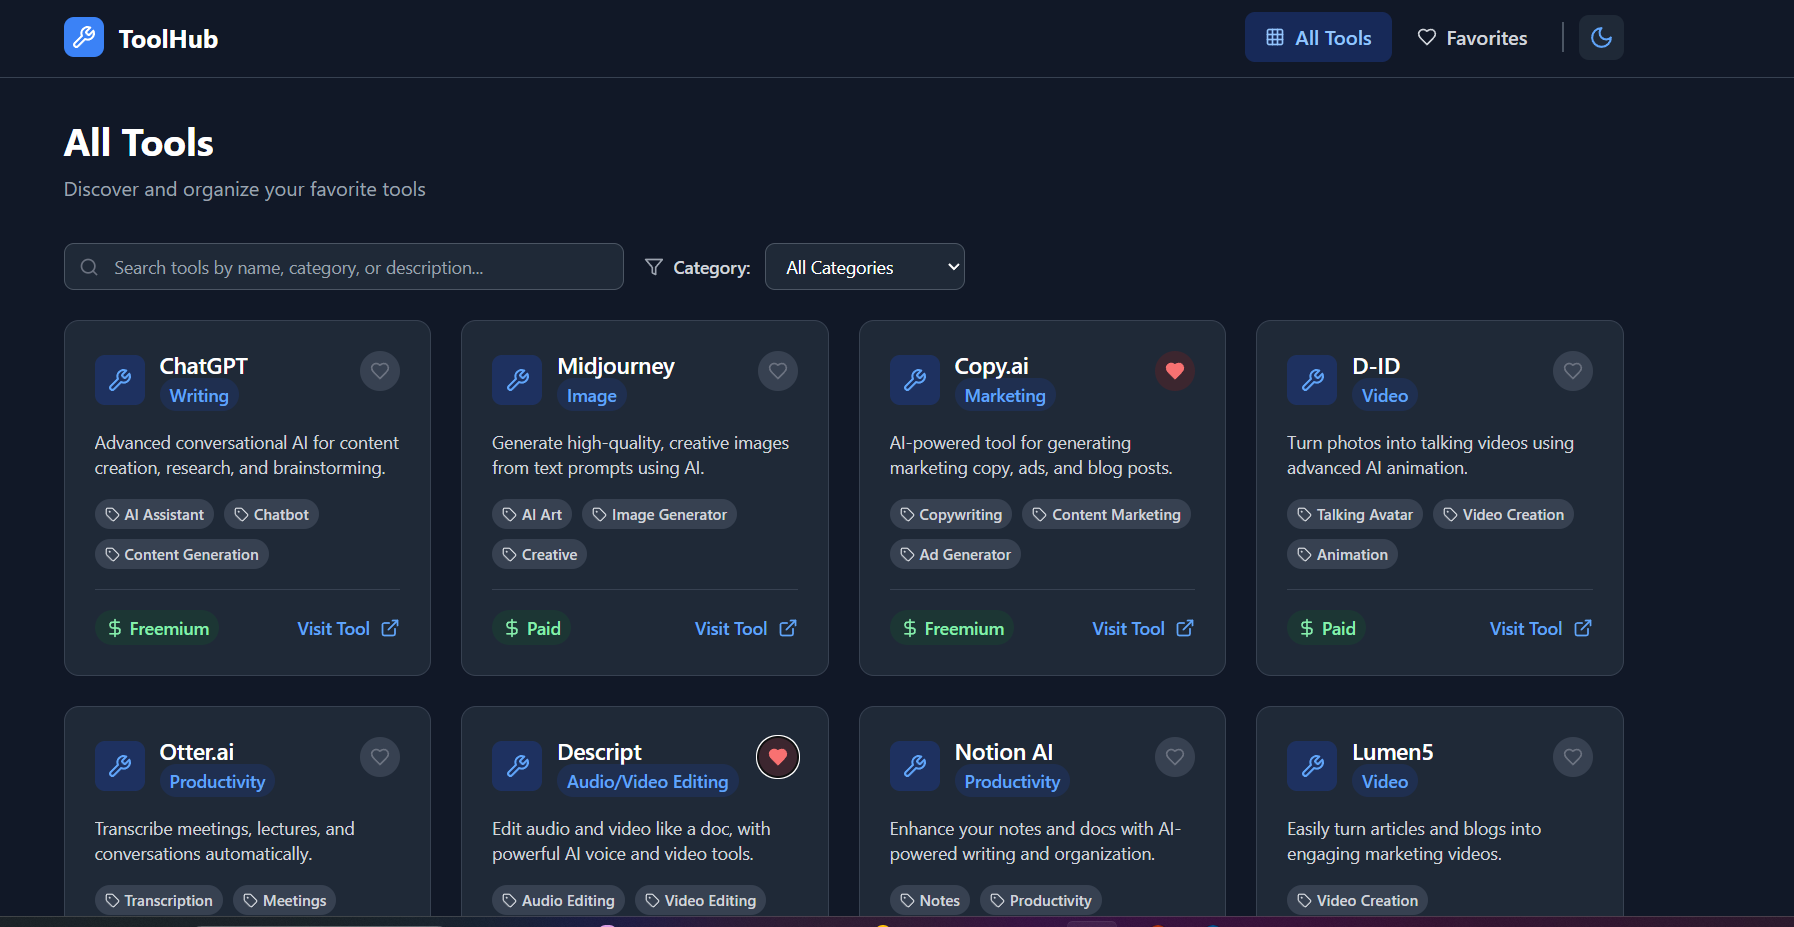 ToolHub
All Tools
Favorites
All Tools
Discover and organize your favorite tools
Search tools by name, category, or description...
Category:
All Categories
ChatGPT
Writing
Advanced conversational AI for content
creation, research, and brainstorming.
AI Assistant
Chatbot
Content Generation
$ Freemium
Visit Tool
Midjourney
Image
Generate high-quality, creative images
from text prompts using AI.
AI Art
Image Generator
Creative
$ Paid
Visit Tool
Copy.ai
Marketing
AI-powered tool for generating
marketing copy, ads, and blog posts.
Copywriting
Content Marketing
Ad Generator
$ Freemium
Visit Tool
D-ID
Video
Turn photos into talking videos using
advanced AI animation.
Talking Avatar
Video Creation
Animation
$ Paid
Visit Tool
Otter.ai
Productivity
Transcribe meetings, lectures, and
conversations automatically.
Transcription
Meetings
Descript
Audio/Video Editing
Edit audio and video like a doc, with
powerful AI voice and video tools.
Audio Editing
Video Editing
Notion AI
Productivity
Enhance your notes and docs with AI-
powered writing and organization.
Notes
Productivity
Lumen5
Video
Easily turn articles and blogs into
engaging marketing videos.
Video Creation